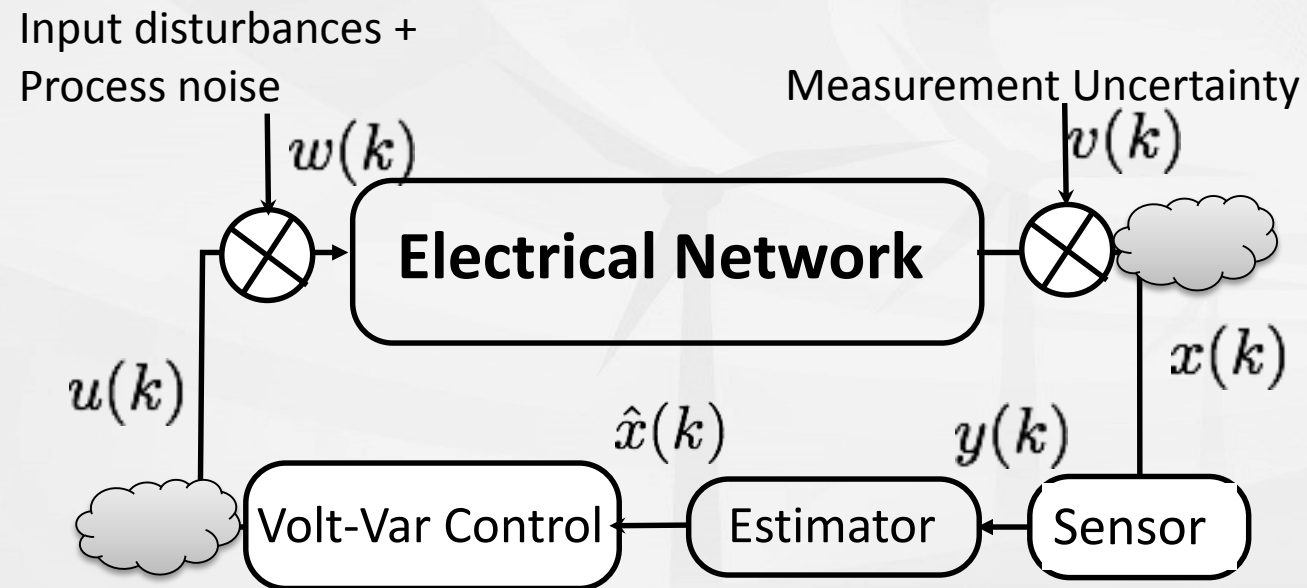 Input disturbances +
Process noise
Measurement Uncertainty
w(k)
v(k)
Electrical Network
u(k)
x(k)
x̂(k)
y(k)
Volt-Var Control
Estimator
Sensor